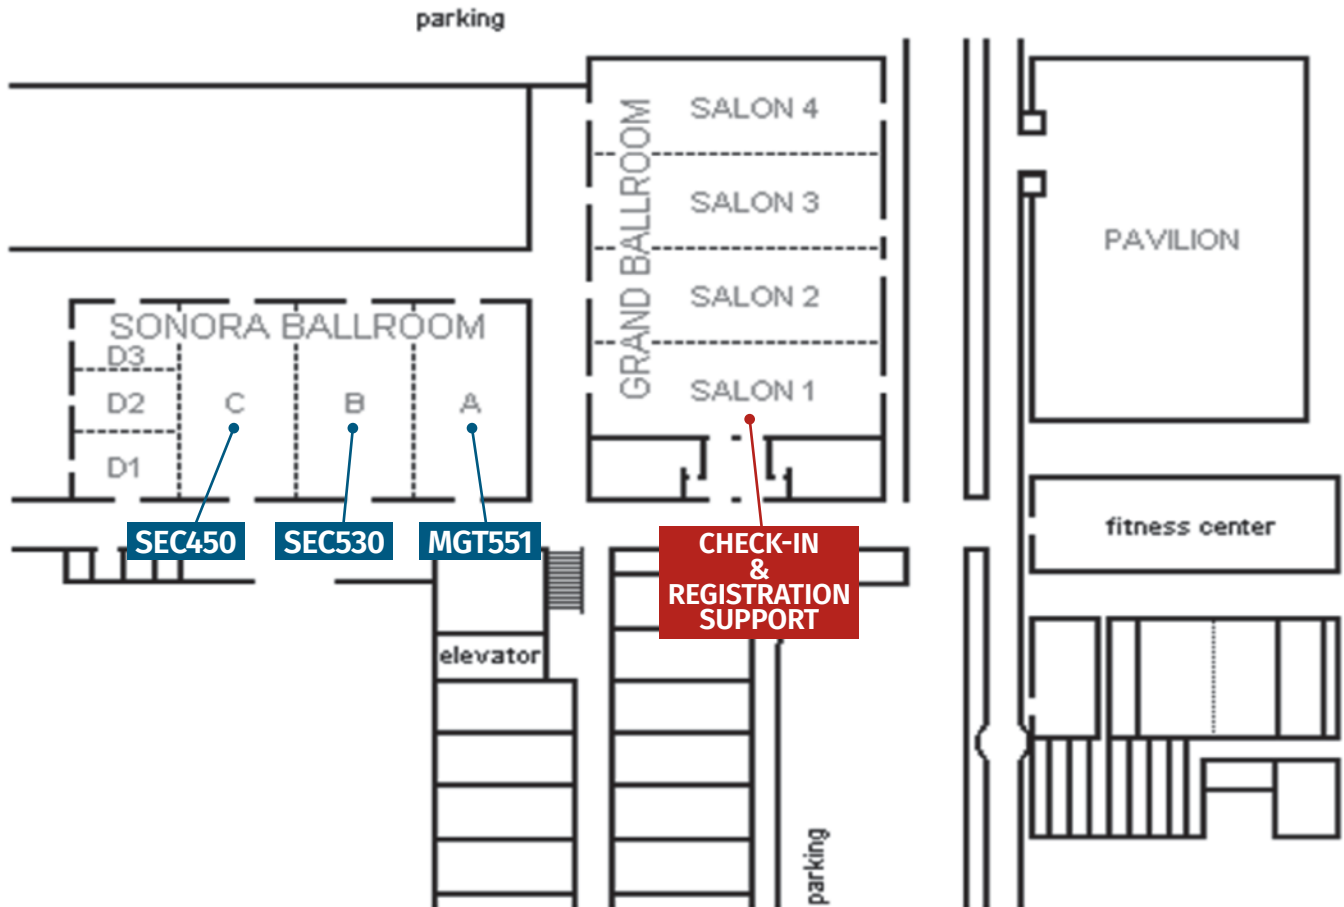 parking
SALON 4
SALON 3
SALON 2
SALON 1
GRAND BALLROOM
PAVILION
SONORA BALLROOM
D3
D2
D1
C
B
A
SEC450
SEC530
MGT551
CHECK-IN
&
REGISTRATION
SUPPORT
fitness center
elevator
parking